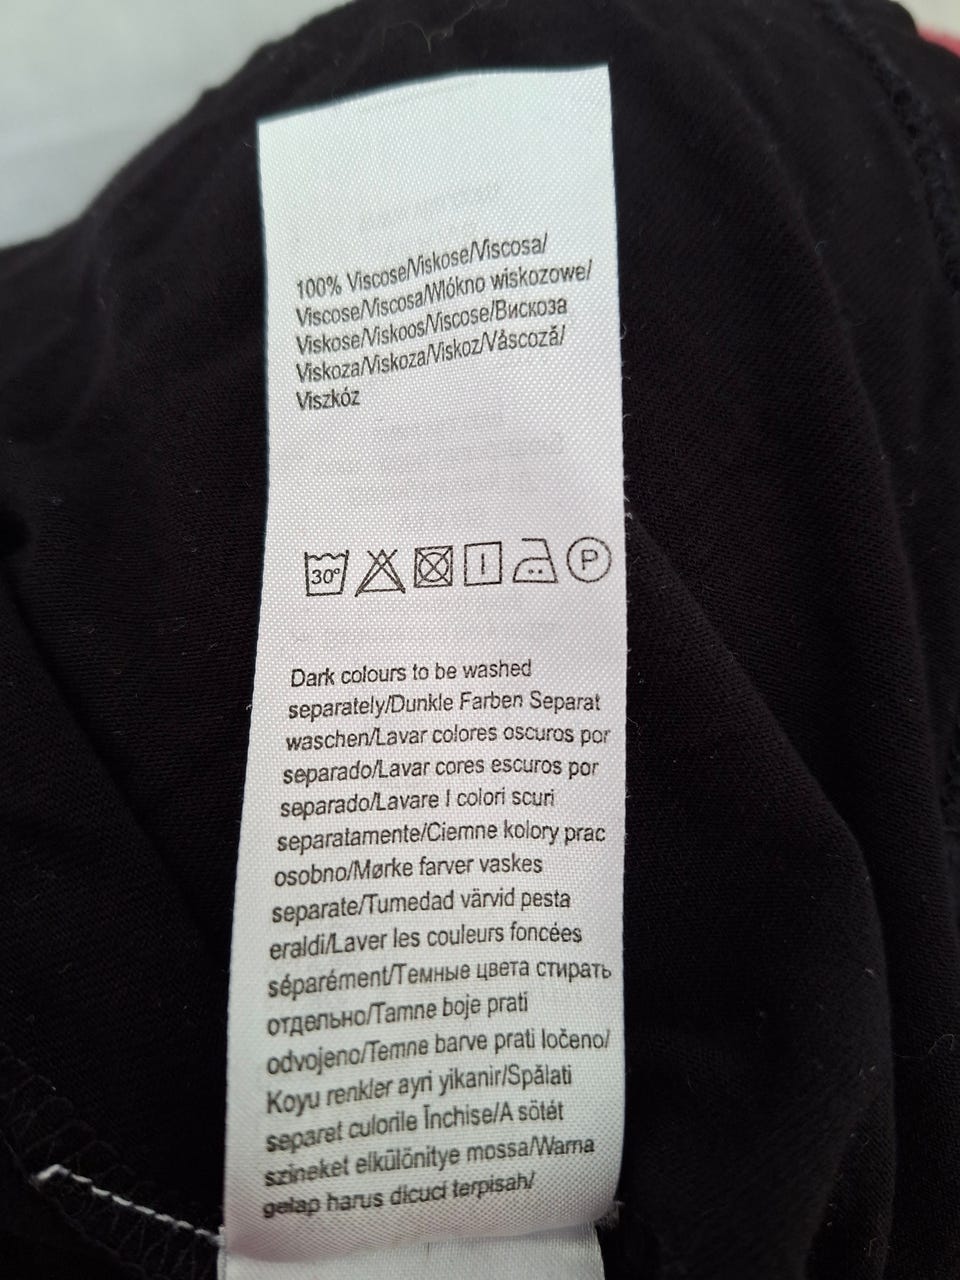 100% Viscose/Viskose/Viscosa/
Viscose/Viscosa/Wlókno wiskozowe/
Viskose/Viskoos/Viscose/Вискоза
Viskoza/Viskoza/Viskoz/Vâscoză/
Viszkóz
30°
P
Dark colours to be washed
separately/Dunkle Farben Separat
waschen/Lavar colores oscuros por
separado/Lavar cores escuros por
separado/Lavare I colori scuri
separatamente/Ciemne kolory prac
osobno/Mørke farver vaskes
separate/Tumedad värvid pesta
eraldi/Laver les couleurs foncées
séparément/Темные цвета стирать
отдельно/Tamne boje prati
odvojeno/Temne barve prati ločeno/
Koyu renkler ayri yikanir/Spălati
separet culorile Închise/A sötét
színeket elkülönitye mossa/Warna
gelap harus dicuci terpisah/